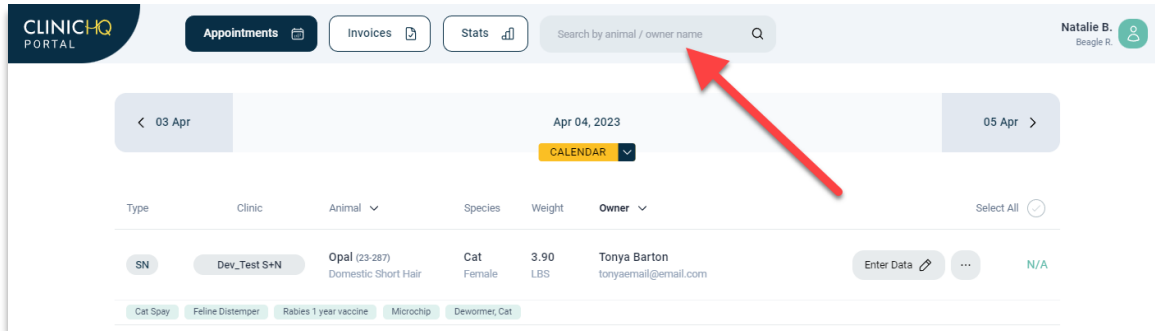 CLINICHQ
PORTAL
Appointments
Invoices
Stats
Search by animal / owner name
Natalie B.
Beagle R.
03 Apr
Apr 04, 2023
05 Apr
CALENDAR
Type Clinic Animal Species Weight Owner Select All
SN Dev_Test S+N Opal (23-287) Cat 3.90 Tonya Barton Enter Data ... N/A
Domestic Short Hair Female LBS tonyaemail@email.com
Cat Spay Feline Distemper Rabies 1 year vaccine Microchip Dewormer, Cat